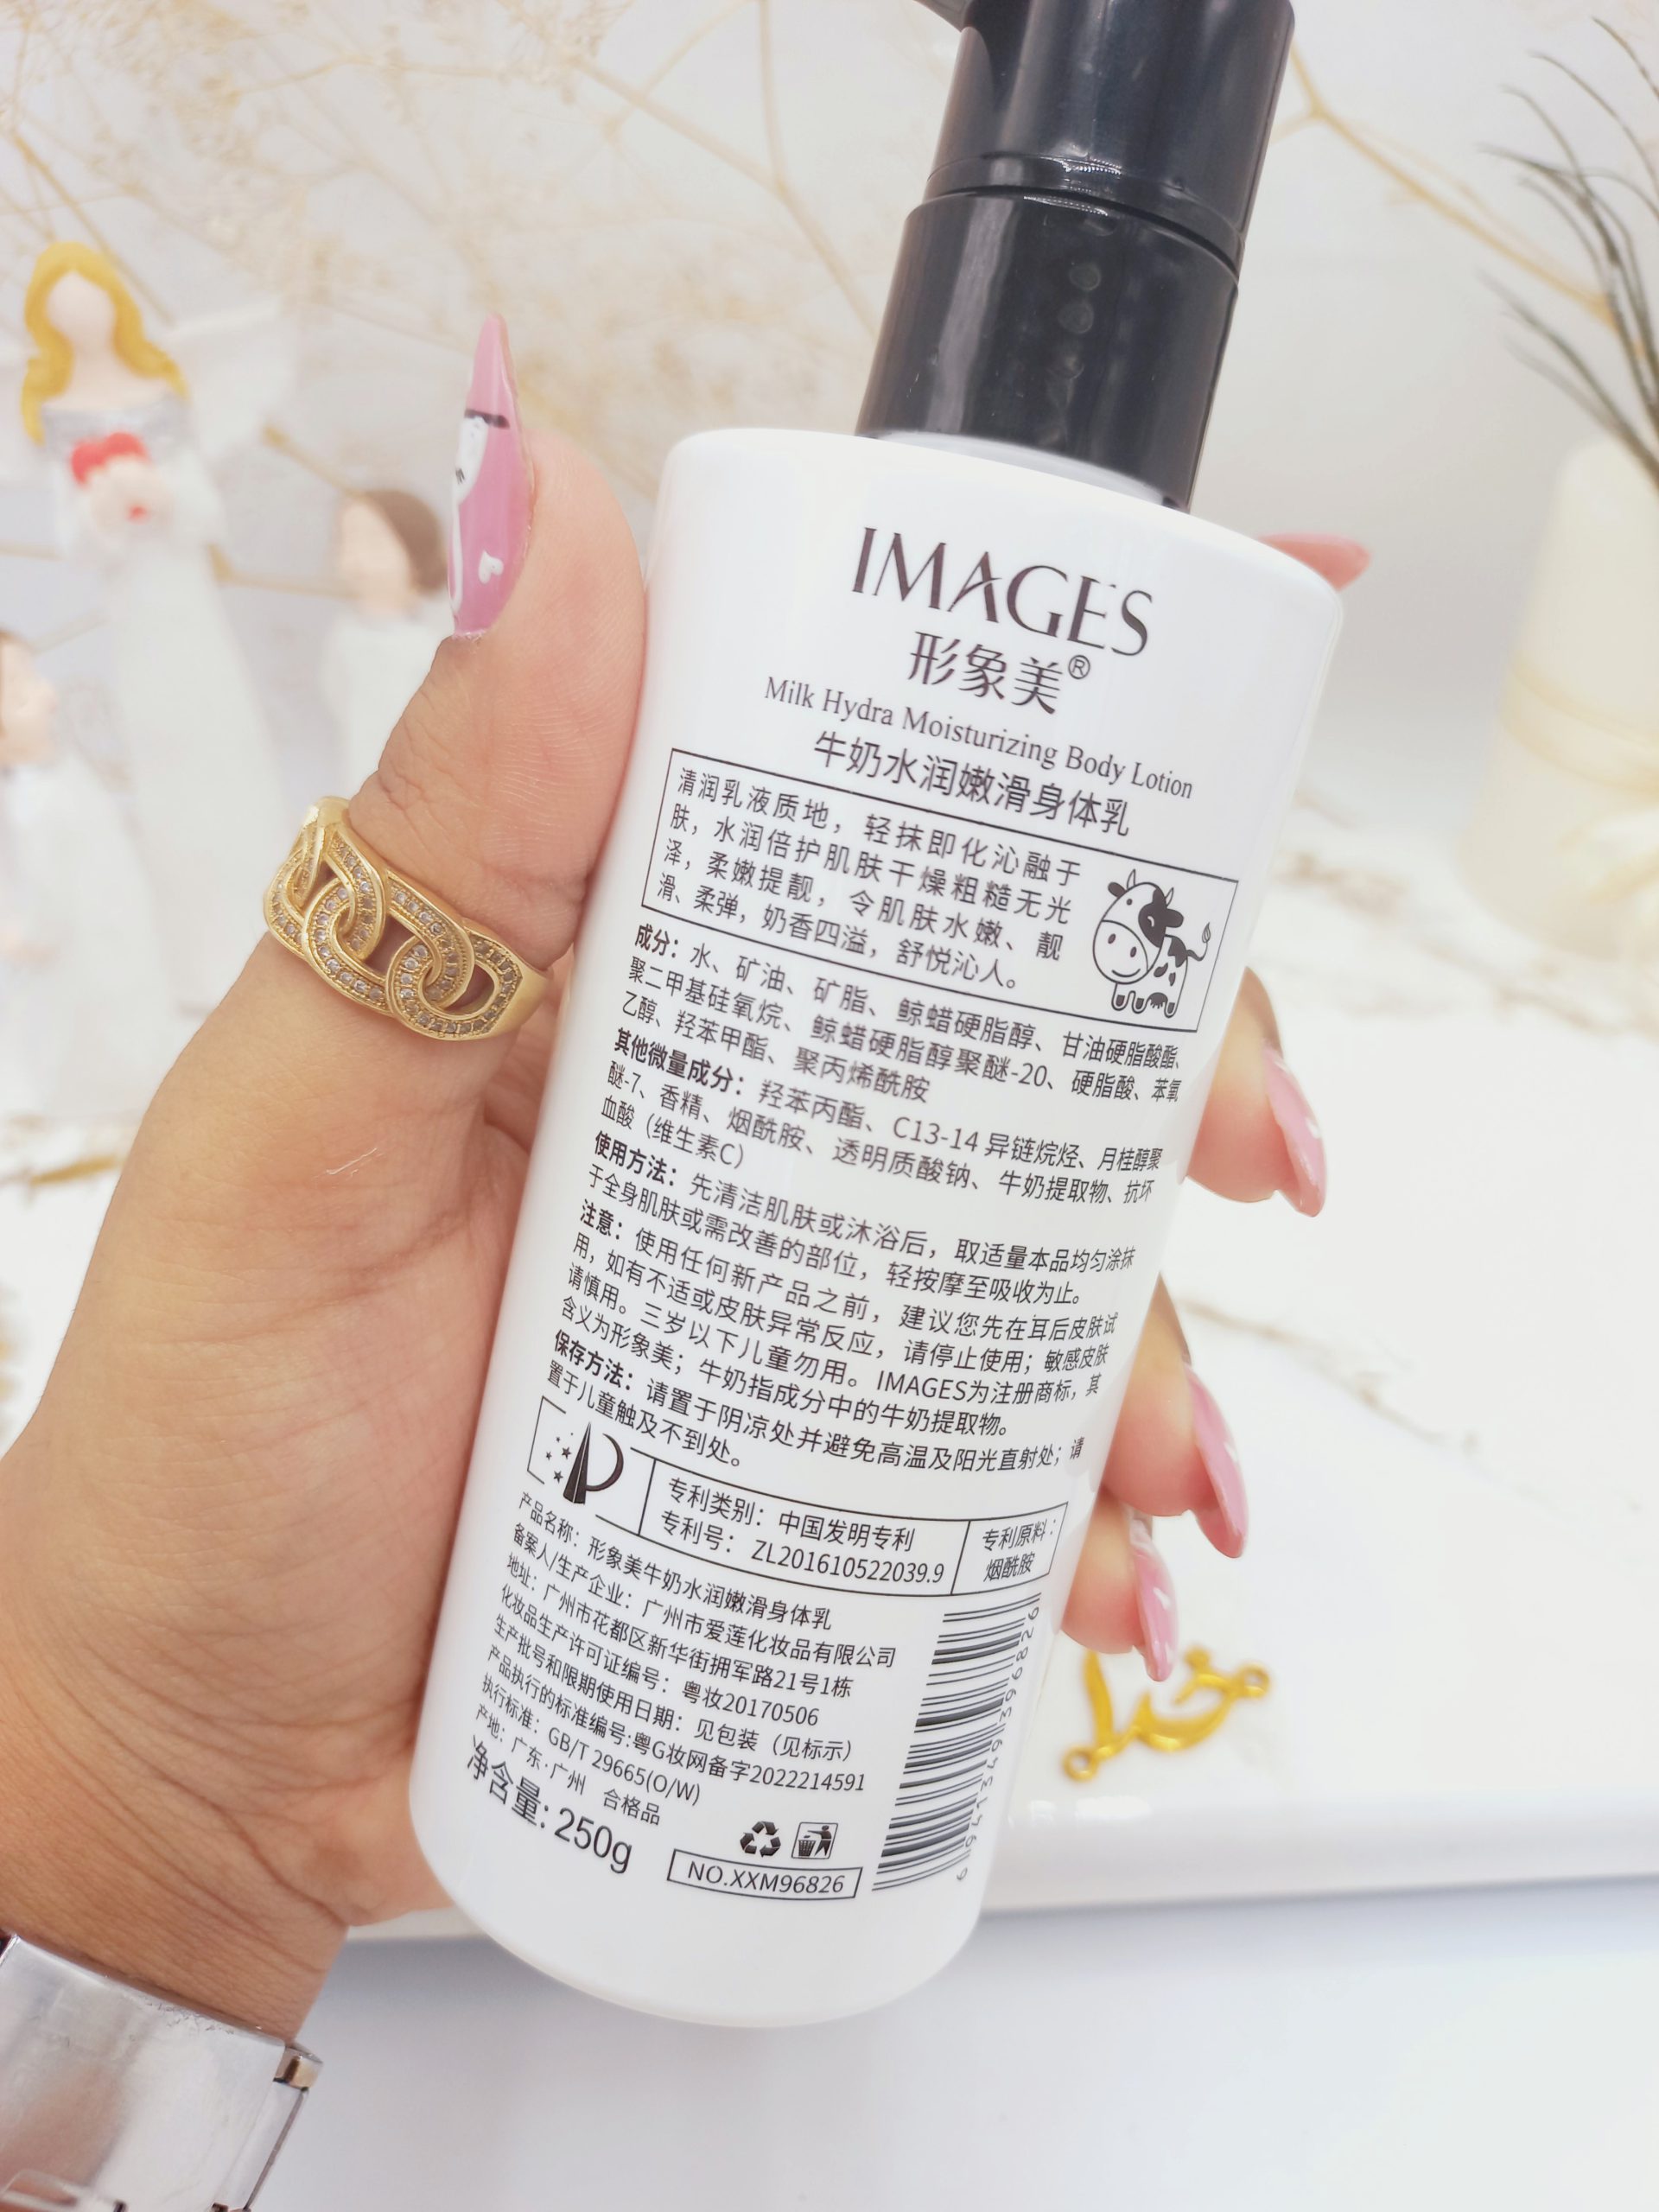 IMAGES
形象美®
Milk Hydra Moisturizing Body Lotion
牛奶水润嫩滑身体乳
清润乳液质地，轻抹即化沁融于
肤，水润倍护肌肤干燥粗糙无光
泽，柔嫩提靓，令肌肤水嫩、靓
滑、柔弹，奶香四溢，舒悦沁人。
成分：水、矿油、矿脂、鲸蜡硬脂醇、甘油硬脂酸酯、
聚二甲基硅氧烷、鲸蜡硬脂醇聚醚-20、硬脂酸、苯氧
乙醇、羟苯甲酯、聚丙烯酰胺
其他微量成分：羟苯丙酯、C13-14 异链烷烃、月桂醇聚
醚-7、香精、烟酰胺、透明质酸钠、牛奶提取物、抗坏
血酸（维生素C）
使用方法：先清洁肌肤或沐浴后，取适量本品均匀涂抹
于全身肌肤或需改善的部位，轻按摩至吸收为止。
注意：使用任何新产品之前，建议您先在耳后皮肤试
用，如有不适或皮肤异常反应，请停止使用；敏感皮肤
请慎用。三岁以下儿童勿用。IMAGES为注册商标，其
含义为形象美；牛奶指成分中的牛奶提取物。
保存方法：请置于阴凉处并避免高温及阳光直射处；请
置于儿童触及不到处。
专利类别：中国发明专利
专利号：ZL201610522039.9
专利原料：
烟酰胺
产品名称：形象美牛奶水润嫩滑身体乳
备案人/生产企业：广州市爱莲化妆品有限公司
地址：广州市花都区新华街拥军路21号1栋
化妆品生产许可证编号：粤妆20170506
生产批号和限期使用日期：见包装（见标示）
产品执行的标准编号:粤G妆网备字2022214591
执行标准：GB/T 29665(O/W)
产地：广东·广州 合格品
净含量: 250g
NO.XXM96826
6941349396826